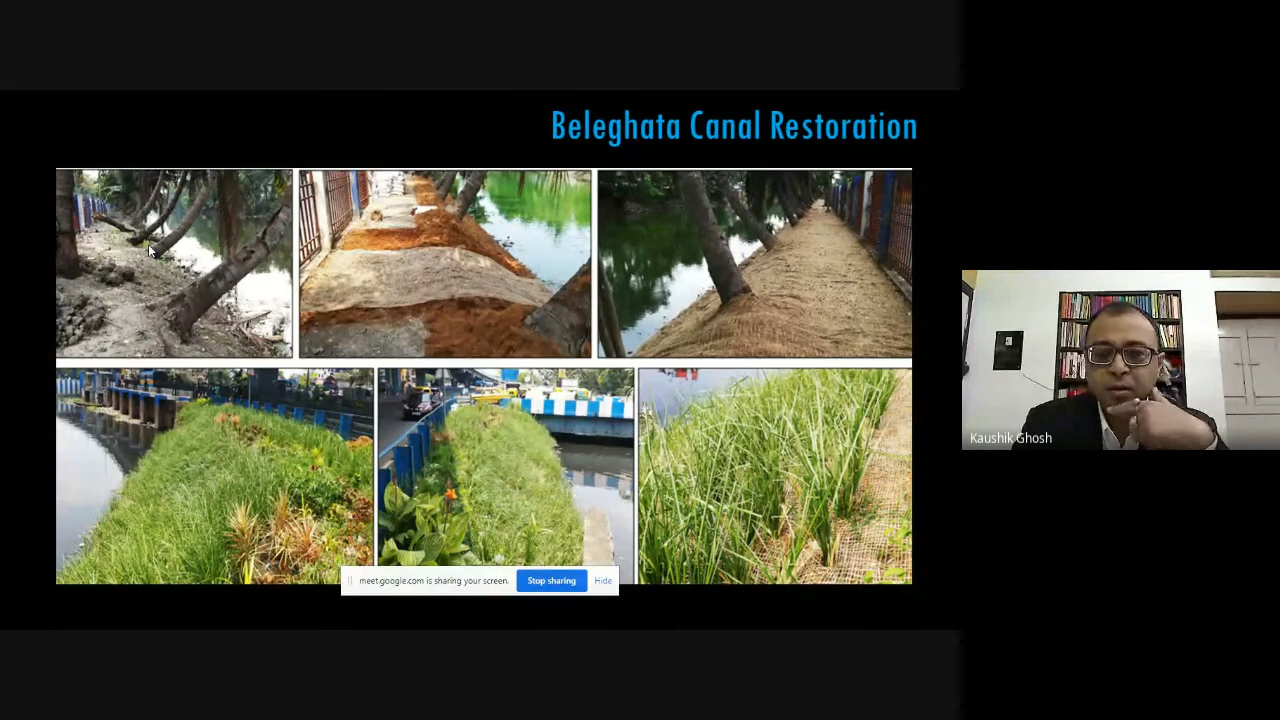 Beleghata Canal Restoration
Kaushik Ghosh
meet.google.com is sharing your screen.
Stop sharing
Hide